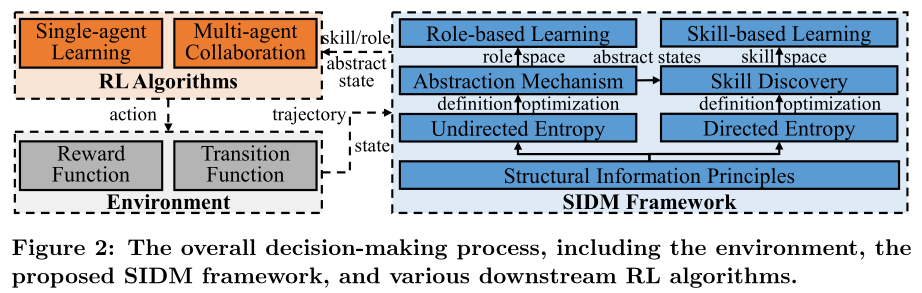 Single-agent
Learning
Multi-agent
Collaboration
RL Algorithms
skill/role
abstract
state
action
trajectory
state
Reward
Function
Transition
Function
Environment
Role-based Learning
Skill-based Learning
role space
abstract states
skill space
Abstraction Mechanism
Skill Discovery
definition optimization
definition optimization
Undirected Entropy
Directed Entropy
Structural Information Principles
SIDM Framework
Figure 2: The overall decision-making process, including the environment, the
proposed SIDM framework, and various downstream RL algorithms.